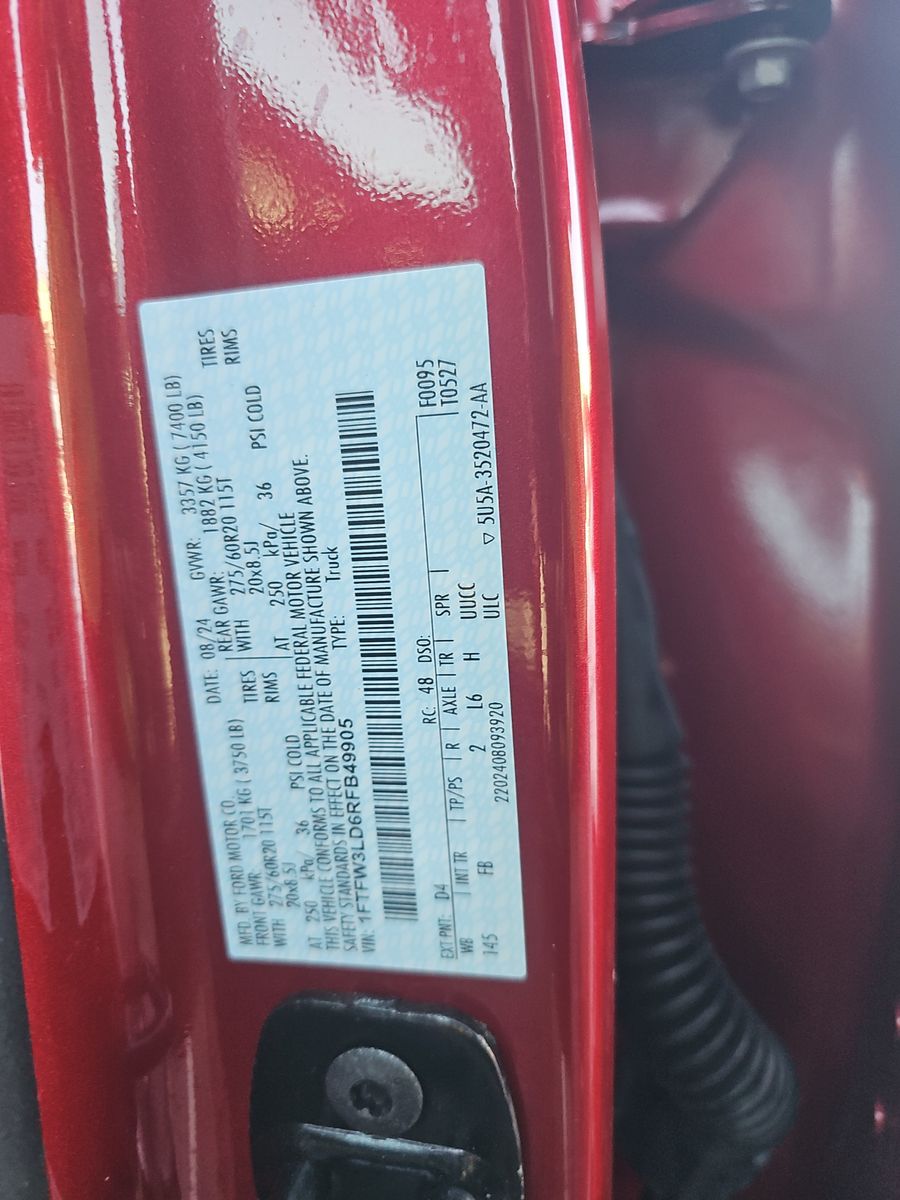 MFD. BY FORD MOTOR CO.
DATE: 08/24 GVWR: 3357 KG ( 7400 LB)
FRONT GAWR: 1701 KG ( 3750 LB) REAR GAWR: 1882 KG ( 4150 LB)
WITH 275/60R20 115T TIRES WITH 275/60R20 115T TIRES
20x8.5J RIMS 20x8.5J RIMS
AT 250 kPa/ 36 PSI COLD AT 250 kPa/ 36 PSI COLD
THIS VEHICLE CONFORMS TO ALL APPLICABLE FEDERAL MOTOR VEHICLE
SAFETY STANDARDS IN EFFECT ON THE DATE OF MANUFACTURE SHOWN ABOVE.
VIN: 1FTFW3LD6RFB49905 TYPE: Truck
EXT PNT: D4 RC: 48 DSO: F0095
WB INT TR TP/PS R AXLE TR SPR T0527
145 FB 2 L6 H UUCC
2202408093920 ULC ▽ 5U5A-3520472-AA